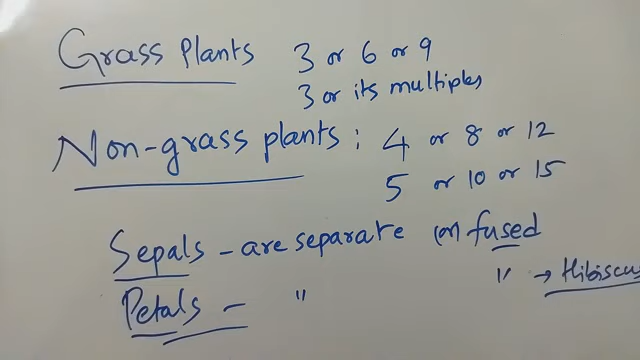 Grass Plants 3 or 6 or 9
3 or its multiples
Non-grass plants : 4 or 8 or 12
5 or 10 or 15
Sepals - are separate (or) fused
Petals - " " → Hibiscus